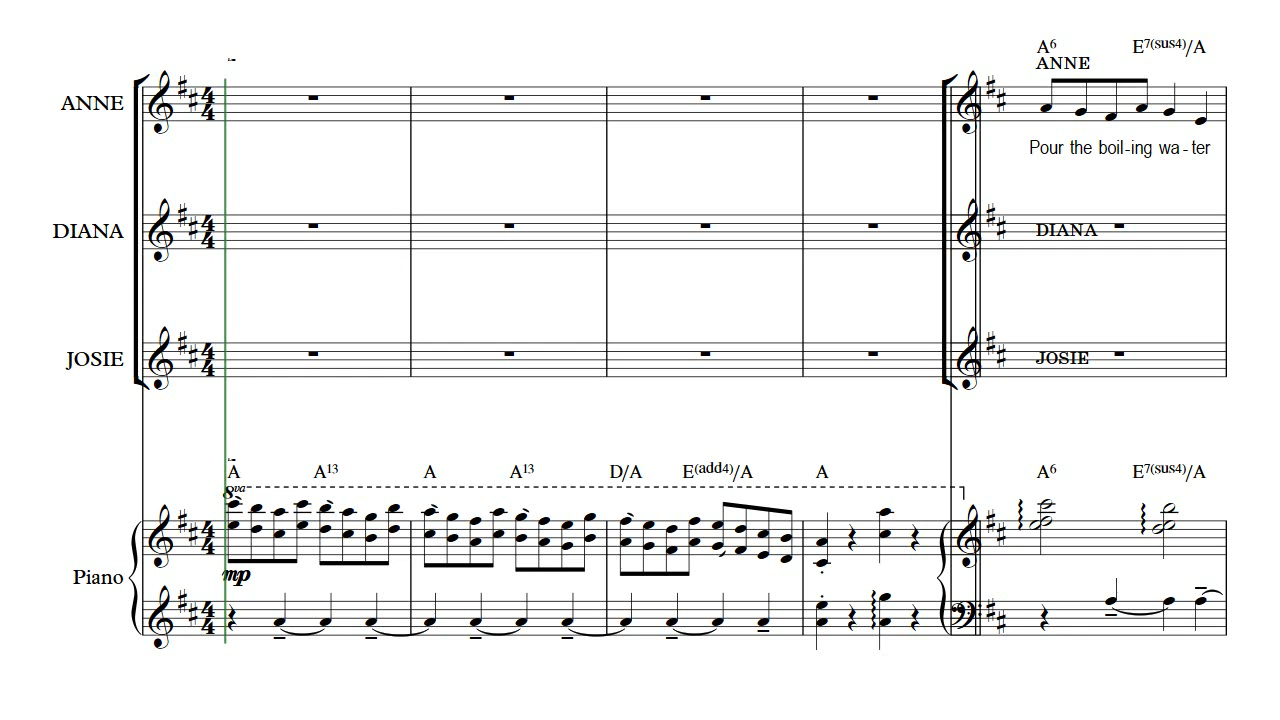 A6 E7(sus4)/A
ANNE
ANNE
Pour the boil-ing wa-ter
DIANA
DIANA
JOSIE
JOSIE
A A13 A A13 D/A E(add4)/A A A6 E7(sus4)/A
8va
Piano
mp